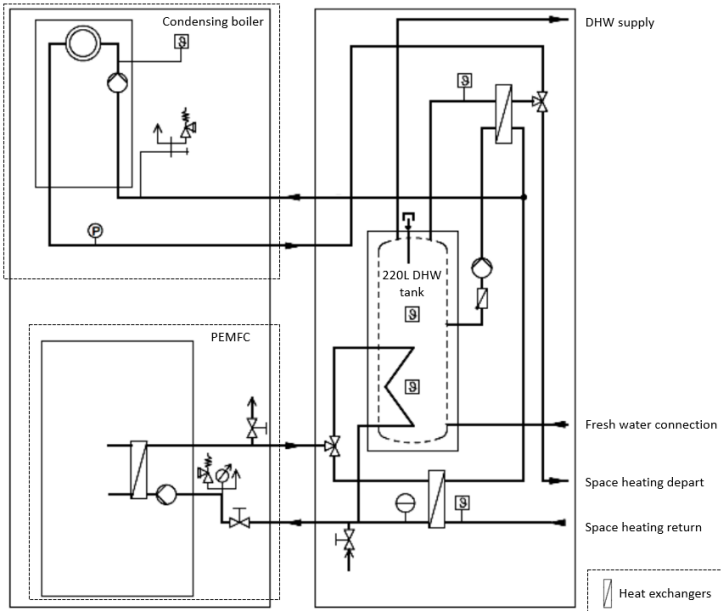 Condensing boiler
DHW supply
ϑ
ϑ
P
220L DHW
tank
ϑ
PEMFC
ϑ
Fresh water connection
Space heating depart
ϑ
Space heating return
Heat exchangers